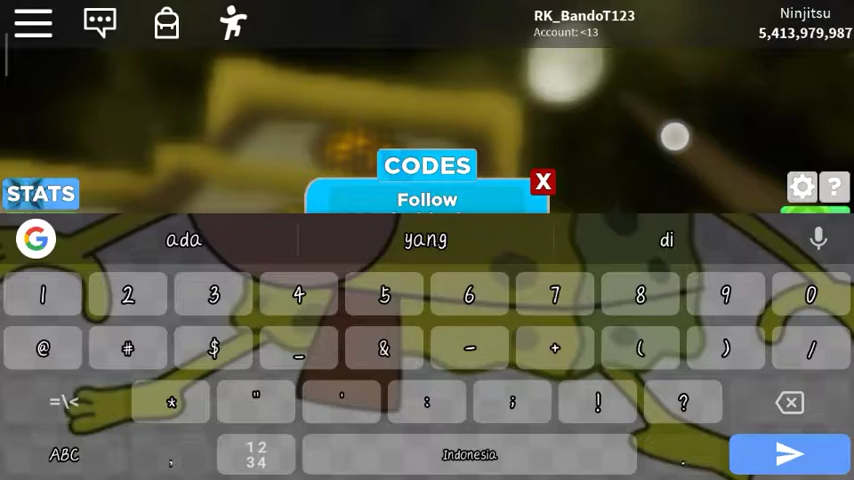 RK_BandoT123
Account: <13
Ninjitsu
5,413,979,987
CODES
X
Follow
STATS
?
ada yang di
1 2 3 4 5 6 7 8 9 0
@ # $ _ & - + ( ) /
=\< * " ' : ; ! ?
ABC , 12 34 Indonesia .